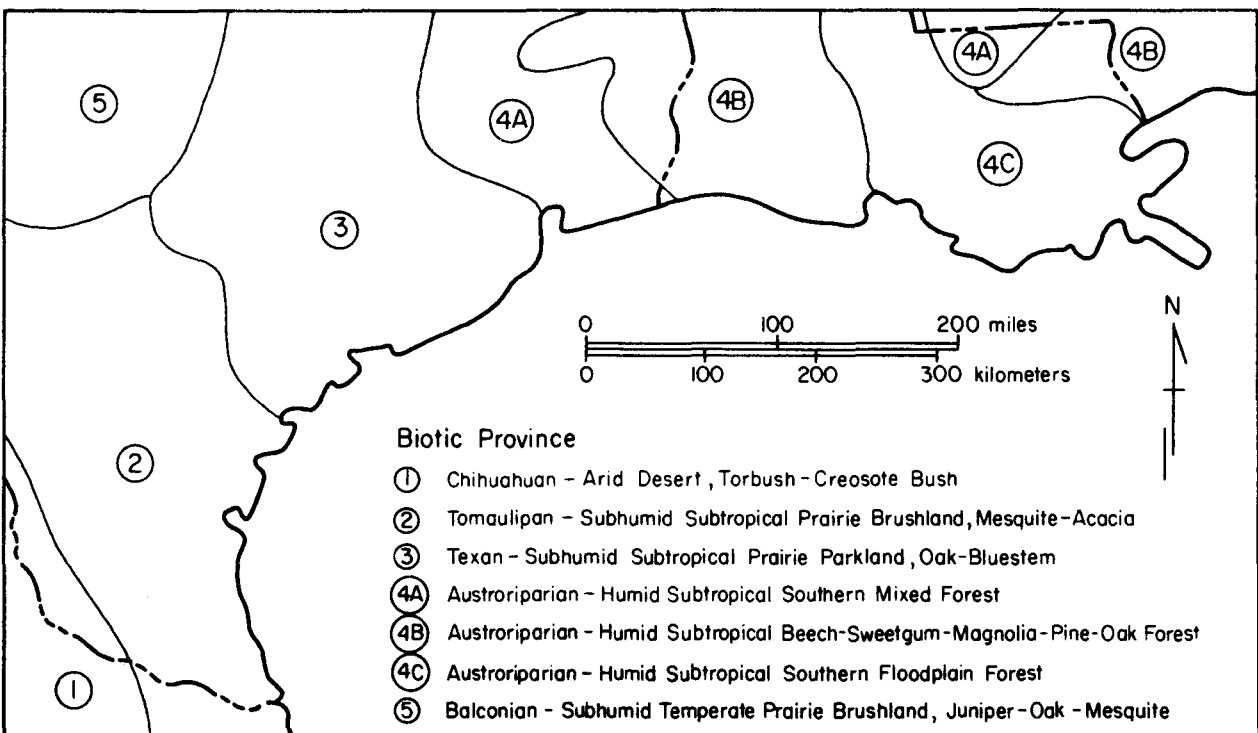 4A
4B
5
4B
4A
4C
3
N
0 100 200 miles
0 100 200 300 kilometers
Biotic Province
2
1 Chihuahuan - Arid Desert, Torbush - Creosote Bush
2 Tomaulipan - Subhumid Subtropical Prairie Brushland, Mesquite-Acacia
3 Texan - Subhumid Subtropical Prairie Parkland, Oak-Bluestem
4A Austroriparian - Humid Subtropical Southern Mixed Forest
4B Austroriparian - Humid Subtropical Beech-Sweetgum-Magnolia-Pine-Oak Forest
4C Austroriparian - Humid Subtropical Southern Floodplain Forest
1
5 Balconian - Subhumid Temperate Prairie Brushland, Juniper-Oak-Mesquite